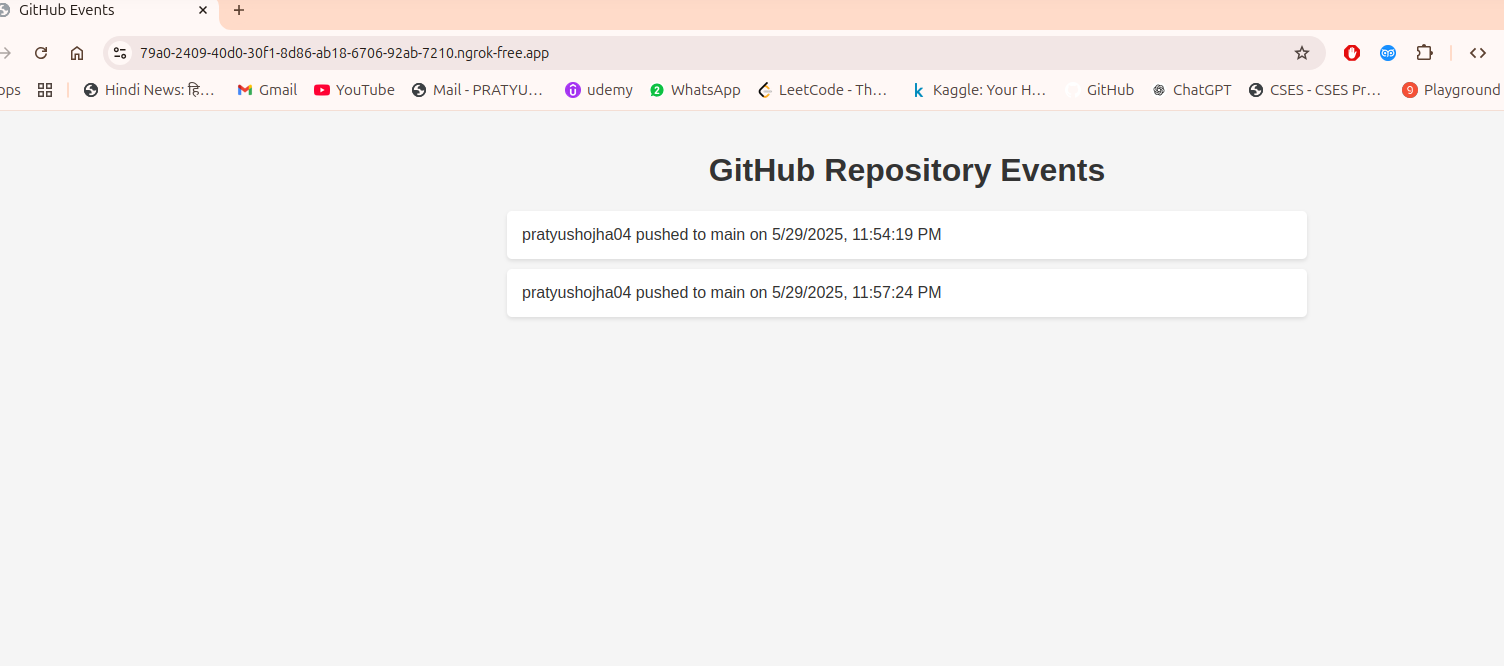 GitHub Events
79a0-2409-40d0-30f1-8d86-ab18-6706-92ab-7210.ngrok-free.app
ops Hindi News: हि... Gmail YouTube Mail - PRATYU... udemy 2 WhatsApp LeetCode - Th... Kaggle: Your H... GitHub ChatGPT CSES - CSES Pr... 9 Playground
GitHub Repository Events
pratyushojha04 pushed to main on 5/29/2025, 11:54:19 PM
pratyushojha04 pushed to main on 5/29/2025, 11:57:24 PM